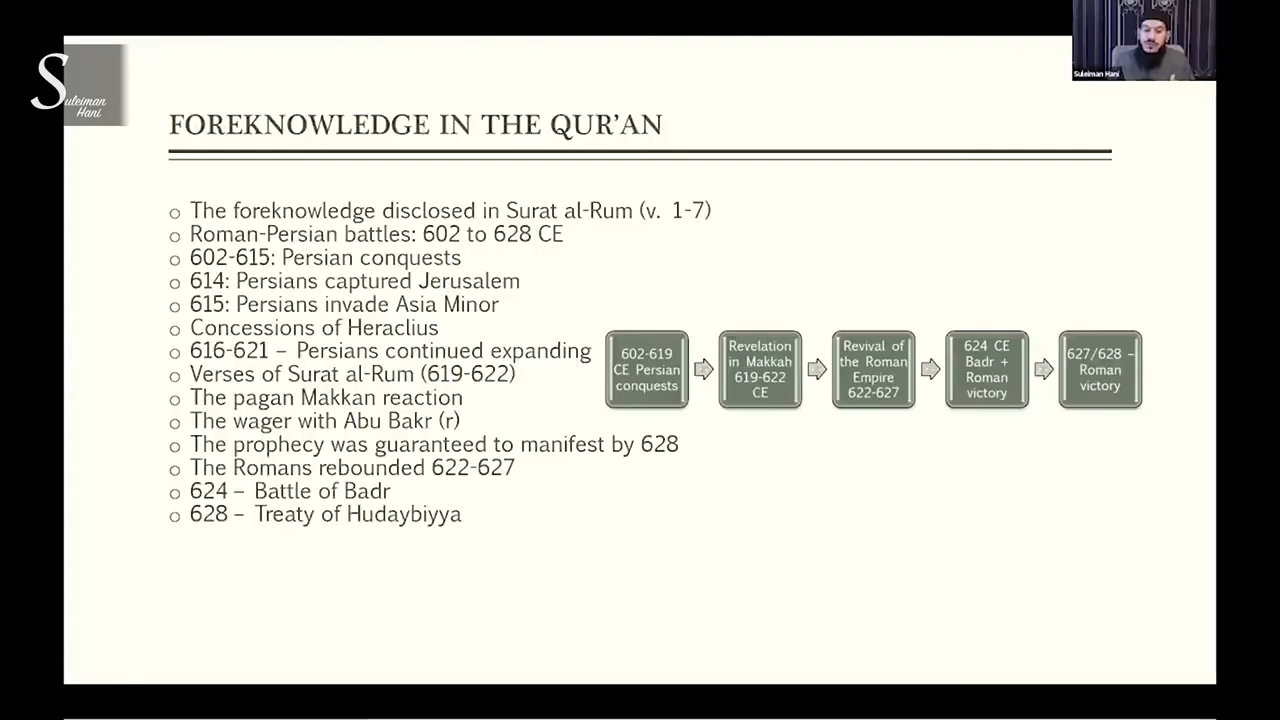 Suleiman
Hani
Suleiman Hani
FOREKNOWLEDGE IN THE QUR’AN
o The foreknowledge disclosed in Surat al-Rum (v. 1-7)
o Roman-Persian battles: 602 to 628 CE
o 602-615: Persian conquests
o 614: Persians captured Jerusalem
o 615: Persians invade Asia Minor
o Concessions of Heraclius
o 616-621 – Persians continued expanding
o Verses of Surat al-Rum (619-622)
o The pagan Makkan reaction
o The wager with Abu Bakr (r)
o The prophecy was guaranteed to manifest by 628
o The Romans rebounded 622-627
o 624 – Battle of Badr
o 628 – Treaty of Hudaybiyya
602-619
CE Persian
conquests
Revelation
in Makkah
619-622
CE
Revival of
the Roman
Empire
622-627
624 CE
Badr +
Roman
victory
627/628 –
Roman
victory